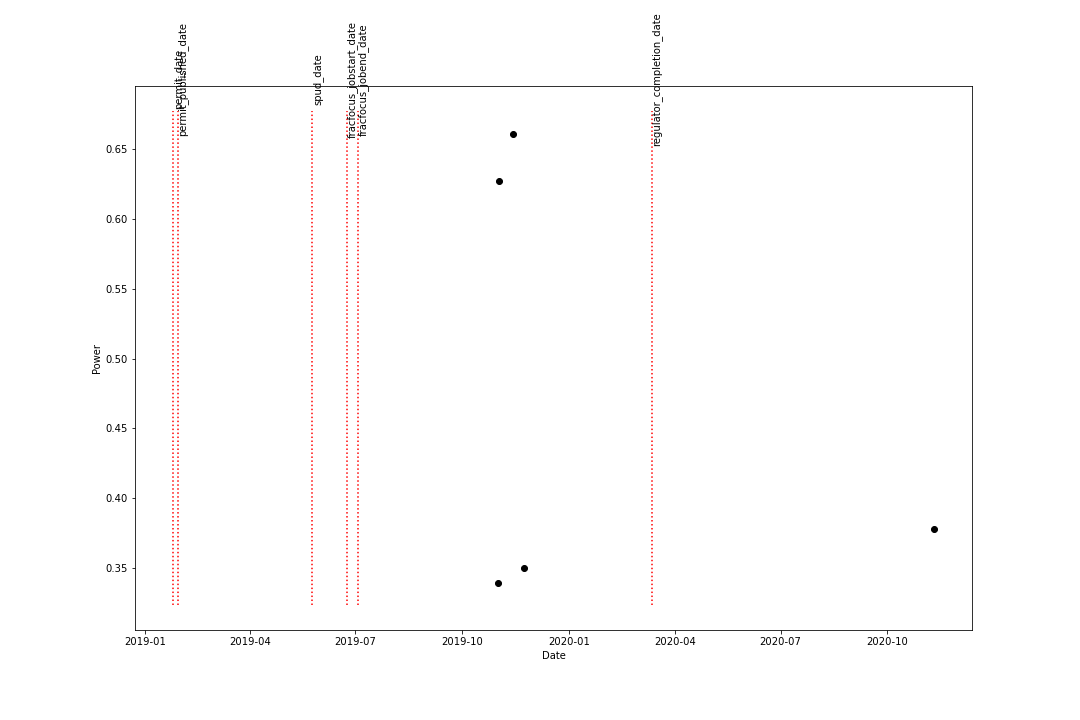 permit_date
permit_published_date
spud_date
fracfocus_jobstart_date
fracfocus_jobend_date
regulator_completion_date
0.65
0.60
0.55
0.50
0.45
0.40
0.35
Power
2019-01
2019-04
2019-07
2019-10
2020-01
2020-04
2020-07
2020-10
Date